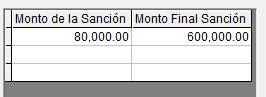 Monto de la Sanción Monto Final Sanción
80,000.00 600,000.00